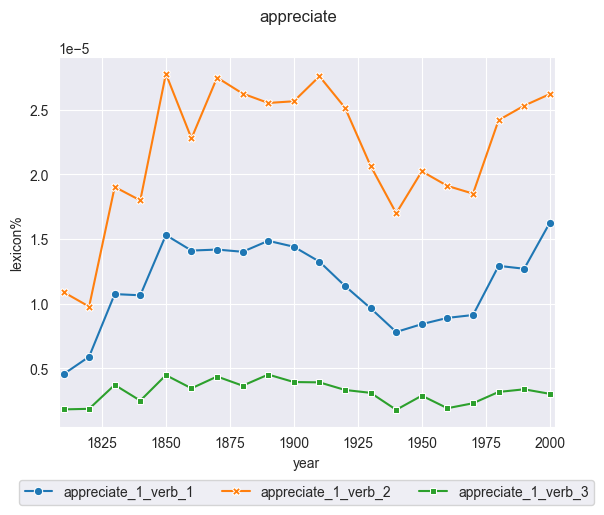 appreciate
1e−5
2.5
2.0
1.5
1.0
0.5
lexicon%
1825 1850 1875 1900 1925 1950 1975 2000
year
appreciate_1_verb_1 appreciate_1_verb_2 appreciate_1_verb_3